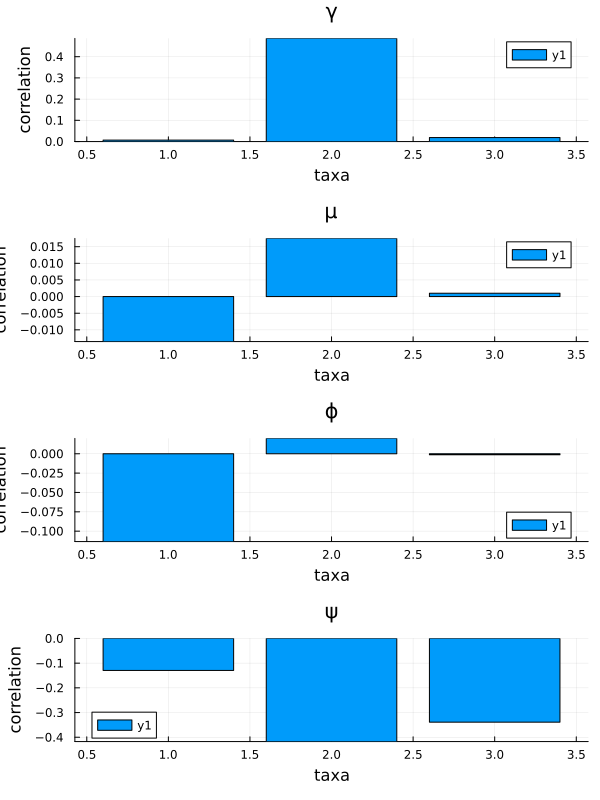 γ
correlation
0.4
0.3
0.2
0.1
0.0
y1
0.5 1.0 1.5 2.0 2.5 3.0 3.5
taxa
μ
correlation
0.015
0.010
0.005
0.000
−0.005
−0.010
y1
0.5 1.0 1.5 2.0 2.5 3.0 3.5
taxa
ϕ
correlation
0.000
−0.025
−0.050
−0.075
−0.100
y1
0.5 1.0 1.5 2.0 2.5 3.0 3.5
taxa
ψ
correlation
0.0
−0.1
−0.2
−0.3
−0.4
y1
0.5 1.0 1.5 2.0 2.5 3.0 3.5
taxa